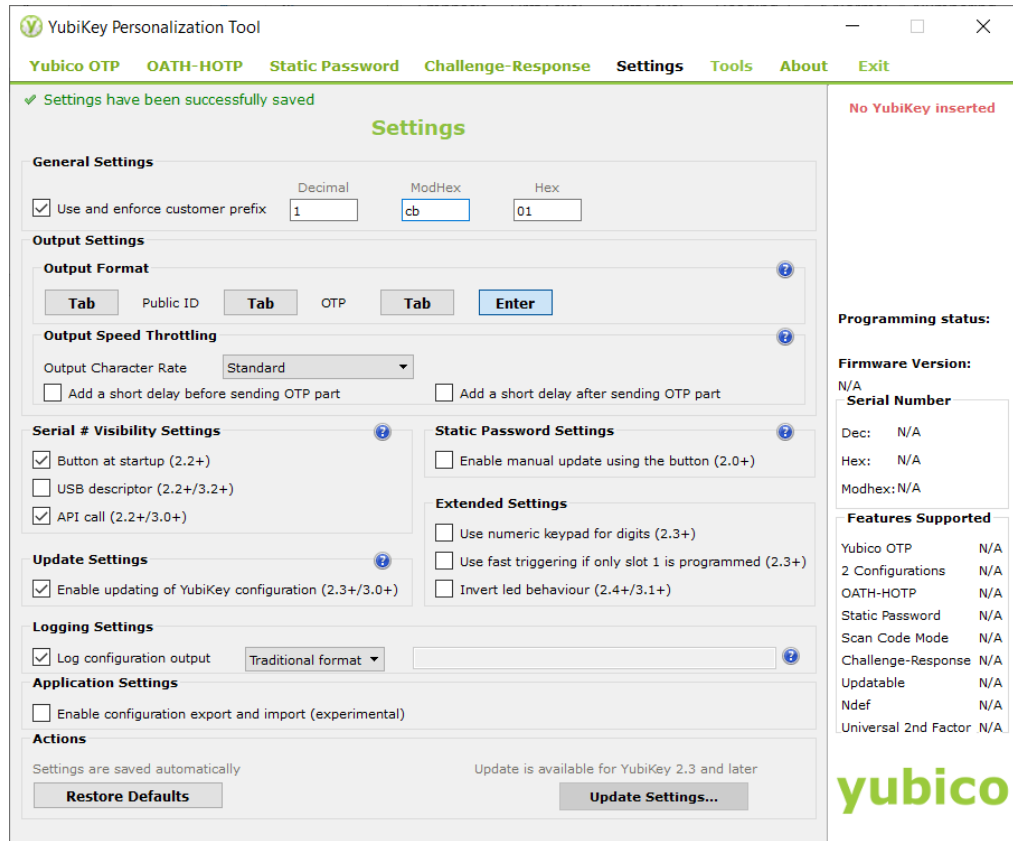 YubiKey Personalization Tool
Yubico OTP OATH-HOTP Static Password Challenge-Response Settings Tools About Exit
Settings have been successfully saved
Settings
General Settings
Decimal ModHex Hex
Use and enforce customer prefix 1 cb 01
Output Settings
Output Format
Tab Public ID Tab OTP Tab Enter
Output Speed Throttling
Output Character Rate Standard
Add a short delay before sending OTP part Add a short delay after sending OTP part
Serial # Visibility Settings
Button at startup (2.2+)
USB descriptor (2.2+/3.2+)
API call (2.2+/3.0+)
Static Password Settings
Enable manual update using the button (2.0+)
Extended Settings
Use numeric keypad for digits (2.3+)
Use fast triggering if only slot 1 is programmed (2.3+)
Invert led behaviour (2.4+/3.1+)
Update Settings
Enable updating of YubiKey configuration (2.3+/3.0+)
Logging Settings
Log configuration output Traditional format
Application Settings
Enable configuration export and import (experimental)
Actions
Settings are saved automatically Update is available for YubiKey 2.3 and later
Restore Defaults Update Settings...
No YubiKey inserted
Programming status:
Firmware Version:
N/A
Serial Number
Dec: N/A
Hex: N/A
Modhex: N/A
Features Supported
Yubico OTP N/A
2 Configurations N/A
OATH-HOTP N/A
Static Password N/A
Scan Code Mode N/A
Challenge-Response N/A
Updatable N/A
Ndef N/A
Universal 2nd Factor N/A
yubico